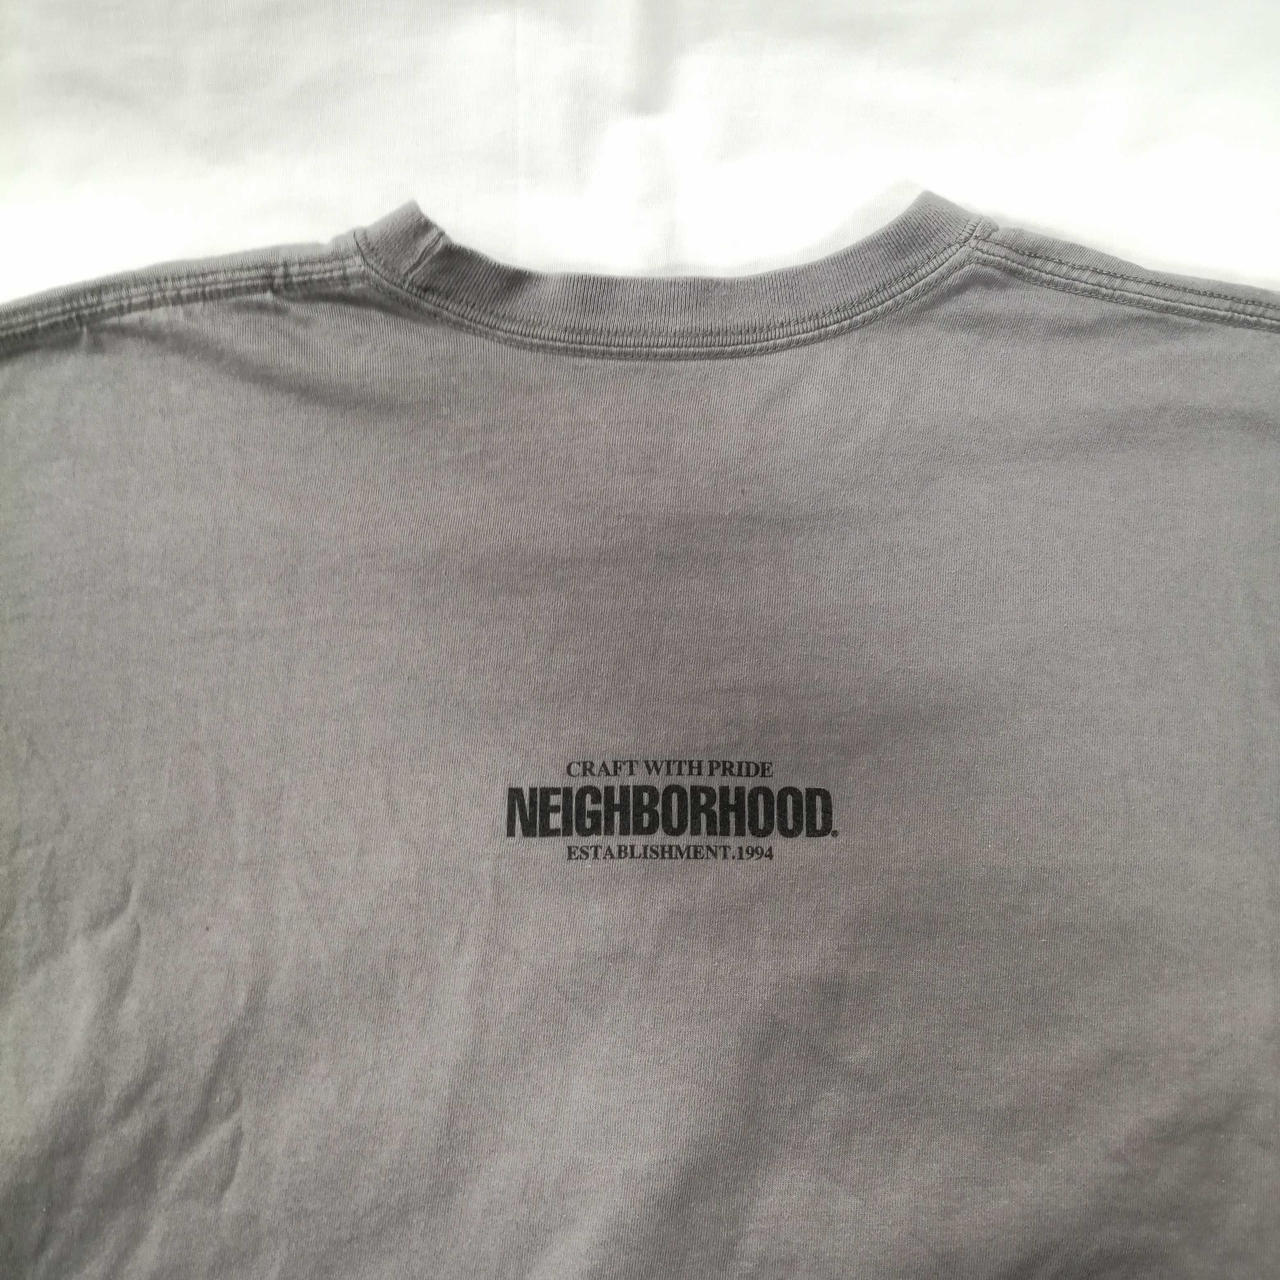 CRAFT WITH PRIDE
NEIGHBORHOOD®
ESTABLISHMENT.1994